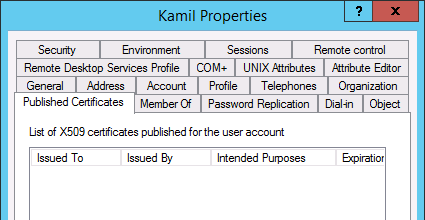 Kamil Properties
? x
Security Environment Sessions Remote control
Remote Desktop Services Profile COM+ UNIX Attributes Attribute Editor
General Address Account Profile Telephones Organization
Published Certificates Member Of Password Replication Dial-in Object
List of X509 certificates published for the user account
Issued To Issued By Intended Purposes Expiration